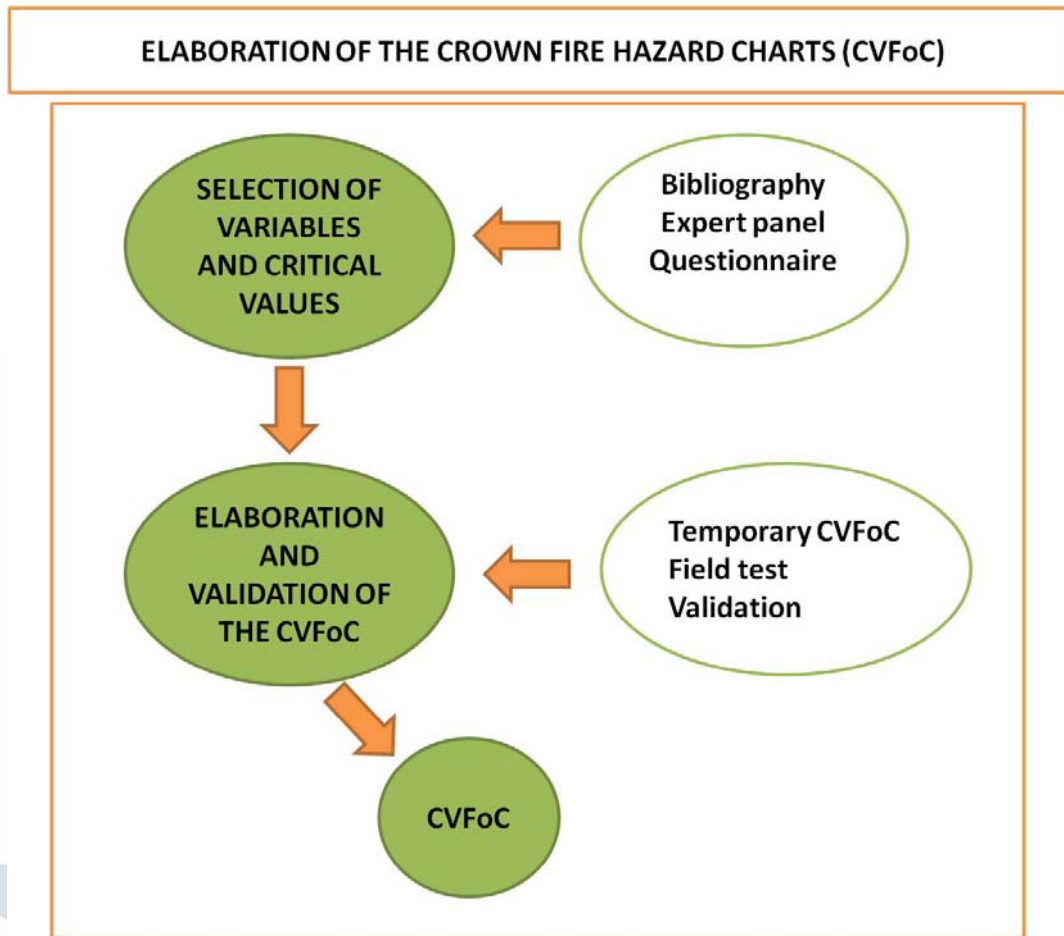 ELABORATION OF THE CROWN FIRE HAZARD CHARTS (CVFoC)
SELECTION OF
VARIABLES
AND CRITICAL
VALUES
Bibliography
Expert panel
Questionnaire
ELABORATION
AND
VALIDATION OF
THE CVFoC
Temporary CVFoC
Field test
Validation
CVFoC